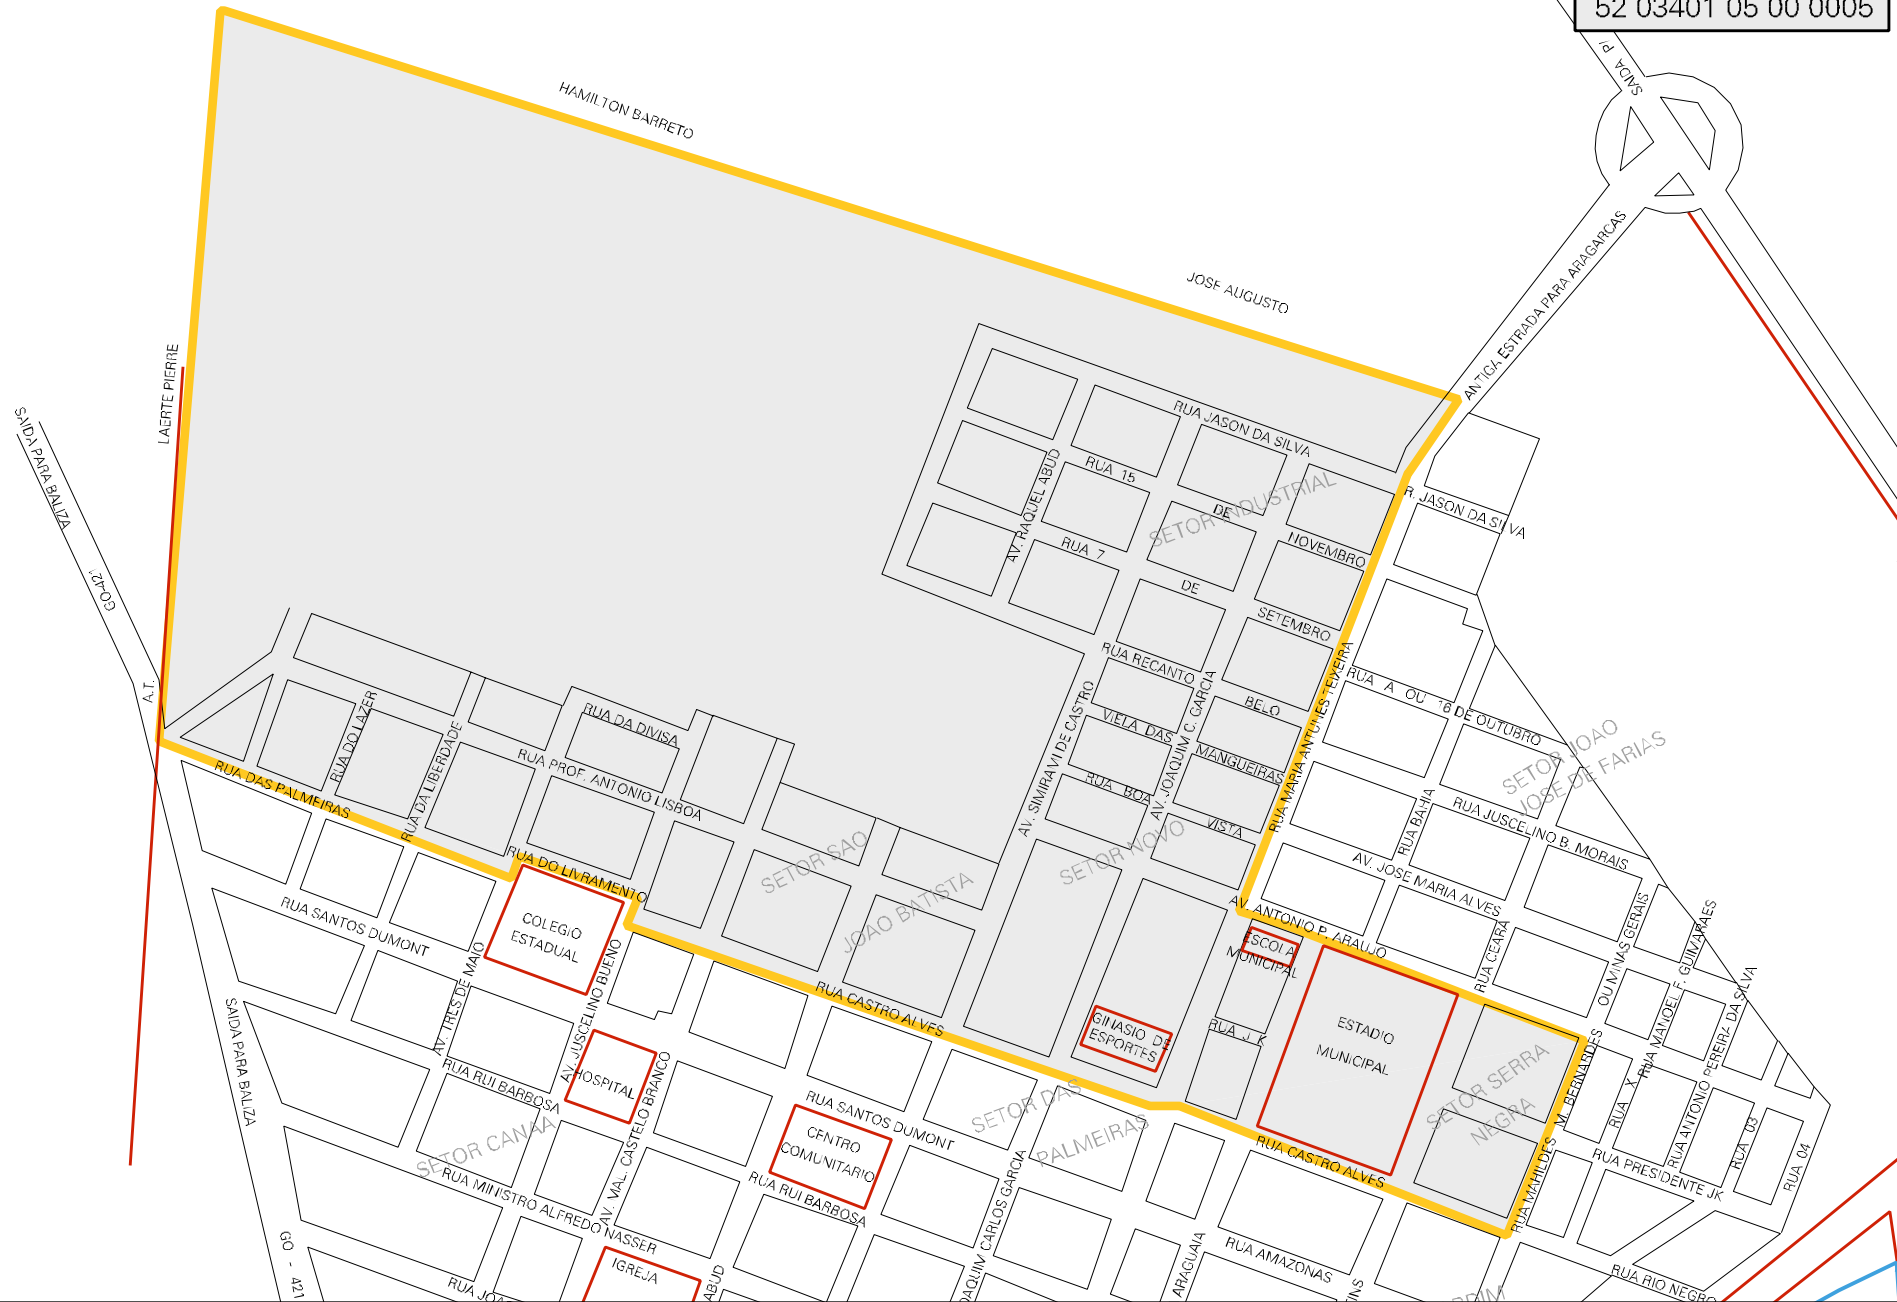 52 03401 05 00 0005
SAIDA P/
HAMILTON BARRETO
JOSE AUGUSTO
ANTIGA ESTRADA PARA ARAGARCAS
LAERTE PIERRE
SAIDA PARA BALIZA
GO-421
A.T.
RUA JASON DA SILVA
RUA 15
DE
NOVEMBRO
SETOR INDUSTRIAL
R. JASON DA SILVA
AV. RAQUEL ABUD
RUA 7
DE
SETEMBRO
RUA RECANTO
BELO
RUA MARIA ANTUNES TEIXEIRA
RUA A OU 16 DE OUTUBRO
AV. SIMIRAVI DE CASTRO
AV. JOAQUIM C. GARCIA
VIELA DAS
MANGUEIRAS
RUA BOA
VISTA
SETOR NOVO
SETOR JOAO
JOSE DE FARIAS
RUA DO LAZER
RUA DA LIBERDADE
RUA DA DIVISA
RUA PROF. ANTONIO LISBOA
RUA DAS PALMEIRAS
RUA DO LIVRAMENTO
SETOR SAO
JOAO BATISTA
RUA BAHIA
RUA JUSCELINO B. MORAIS
AV. JOSE MARIA ALVES
AV. ANTONIO P. ARAUJO
RUA CEARA
OU MINAS GERAIS
RUA MANOEL F. GUIMARAES
RUA ANTONIO PEREIRA DA SILVA
ESCOLA
MUNICIPAL
COLEGIO
ESTADUAL
RUA SANTOS DUMONT
AV. TRES DE MAIO
AV. JUSCELINO BUENO
RUA CASTRO ALVES
GINASIO DE
ESPORTES
RUA J K
ESTADIO
MUNICIPAL
SETOR SERRA
NEGRA
RUA MAHILDES M. BERNARDES
RUA X
RUA 03
RUA 04
RUA PRESIDENTE JK
SAIDA PARA BALIZA
GO - 421
RUA RUI BARBOSA
HOSPITAL
AV. MAL. CASTELO BRANCO
SETOR CANAA
RUA MINISTRO ALFREDO NASSER
RUA SANTOS DUMONT
CENTRO
COMUNITARIO
RUA RUI BARBOSA
SETOR DAS
PALMEIRAS
RUA CASTRO ALVES
OAQUIM CARLOS GARCIA
ARAGUAIA
RUA AMAZONAS
RUA RIO NEGRO
IGREJA
ABUD
RUA JOA
INS
RDIM